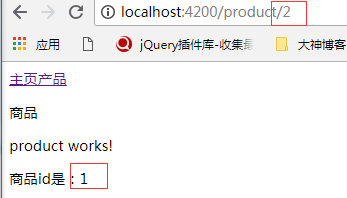 localhost:4200/product/2
应用 jQuery插件库-收集最 大神博客
主页产品
商品
product works!
商品id是：1